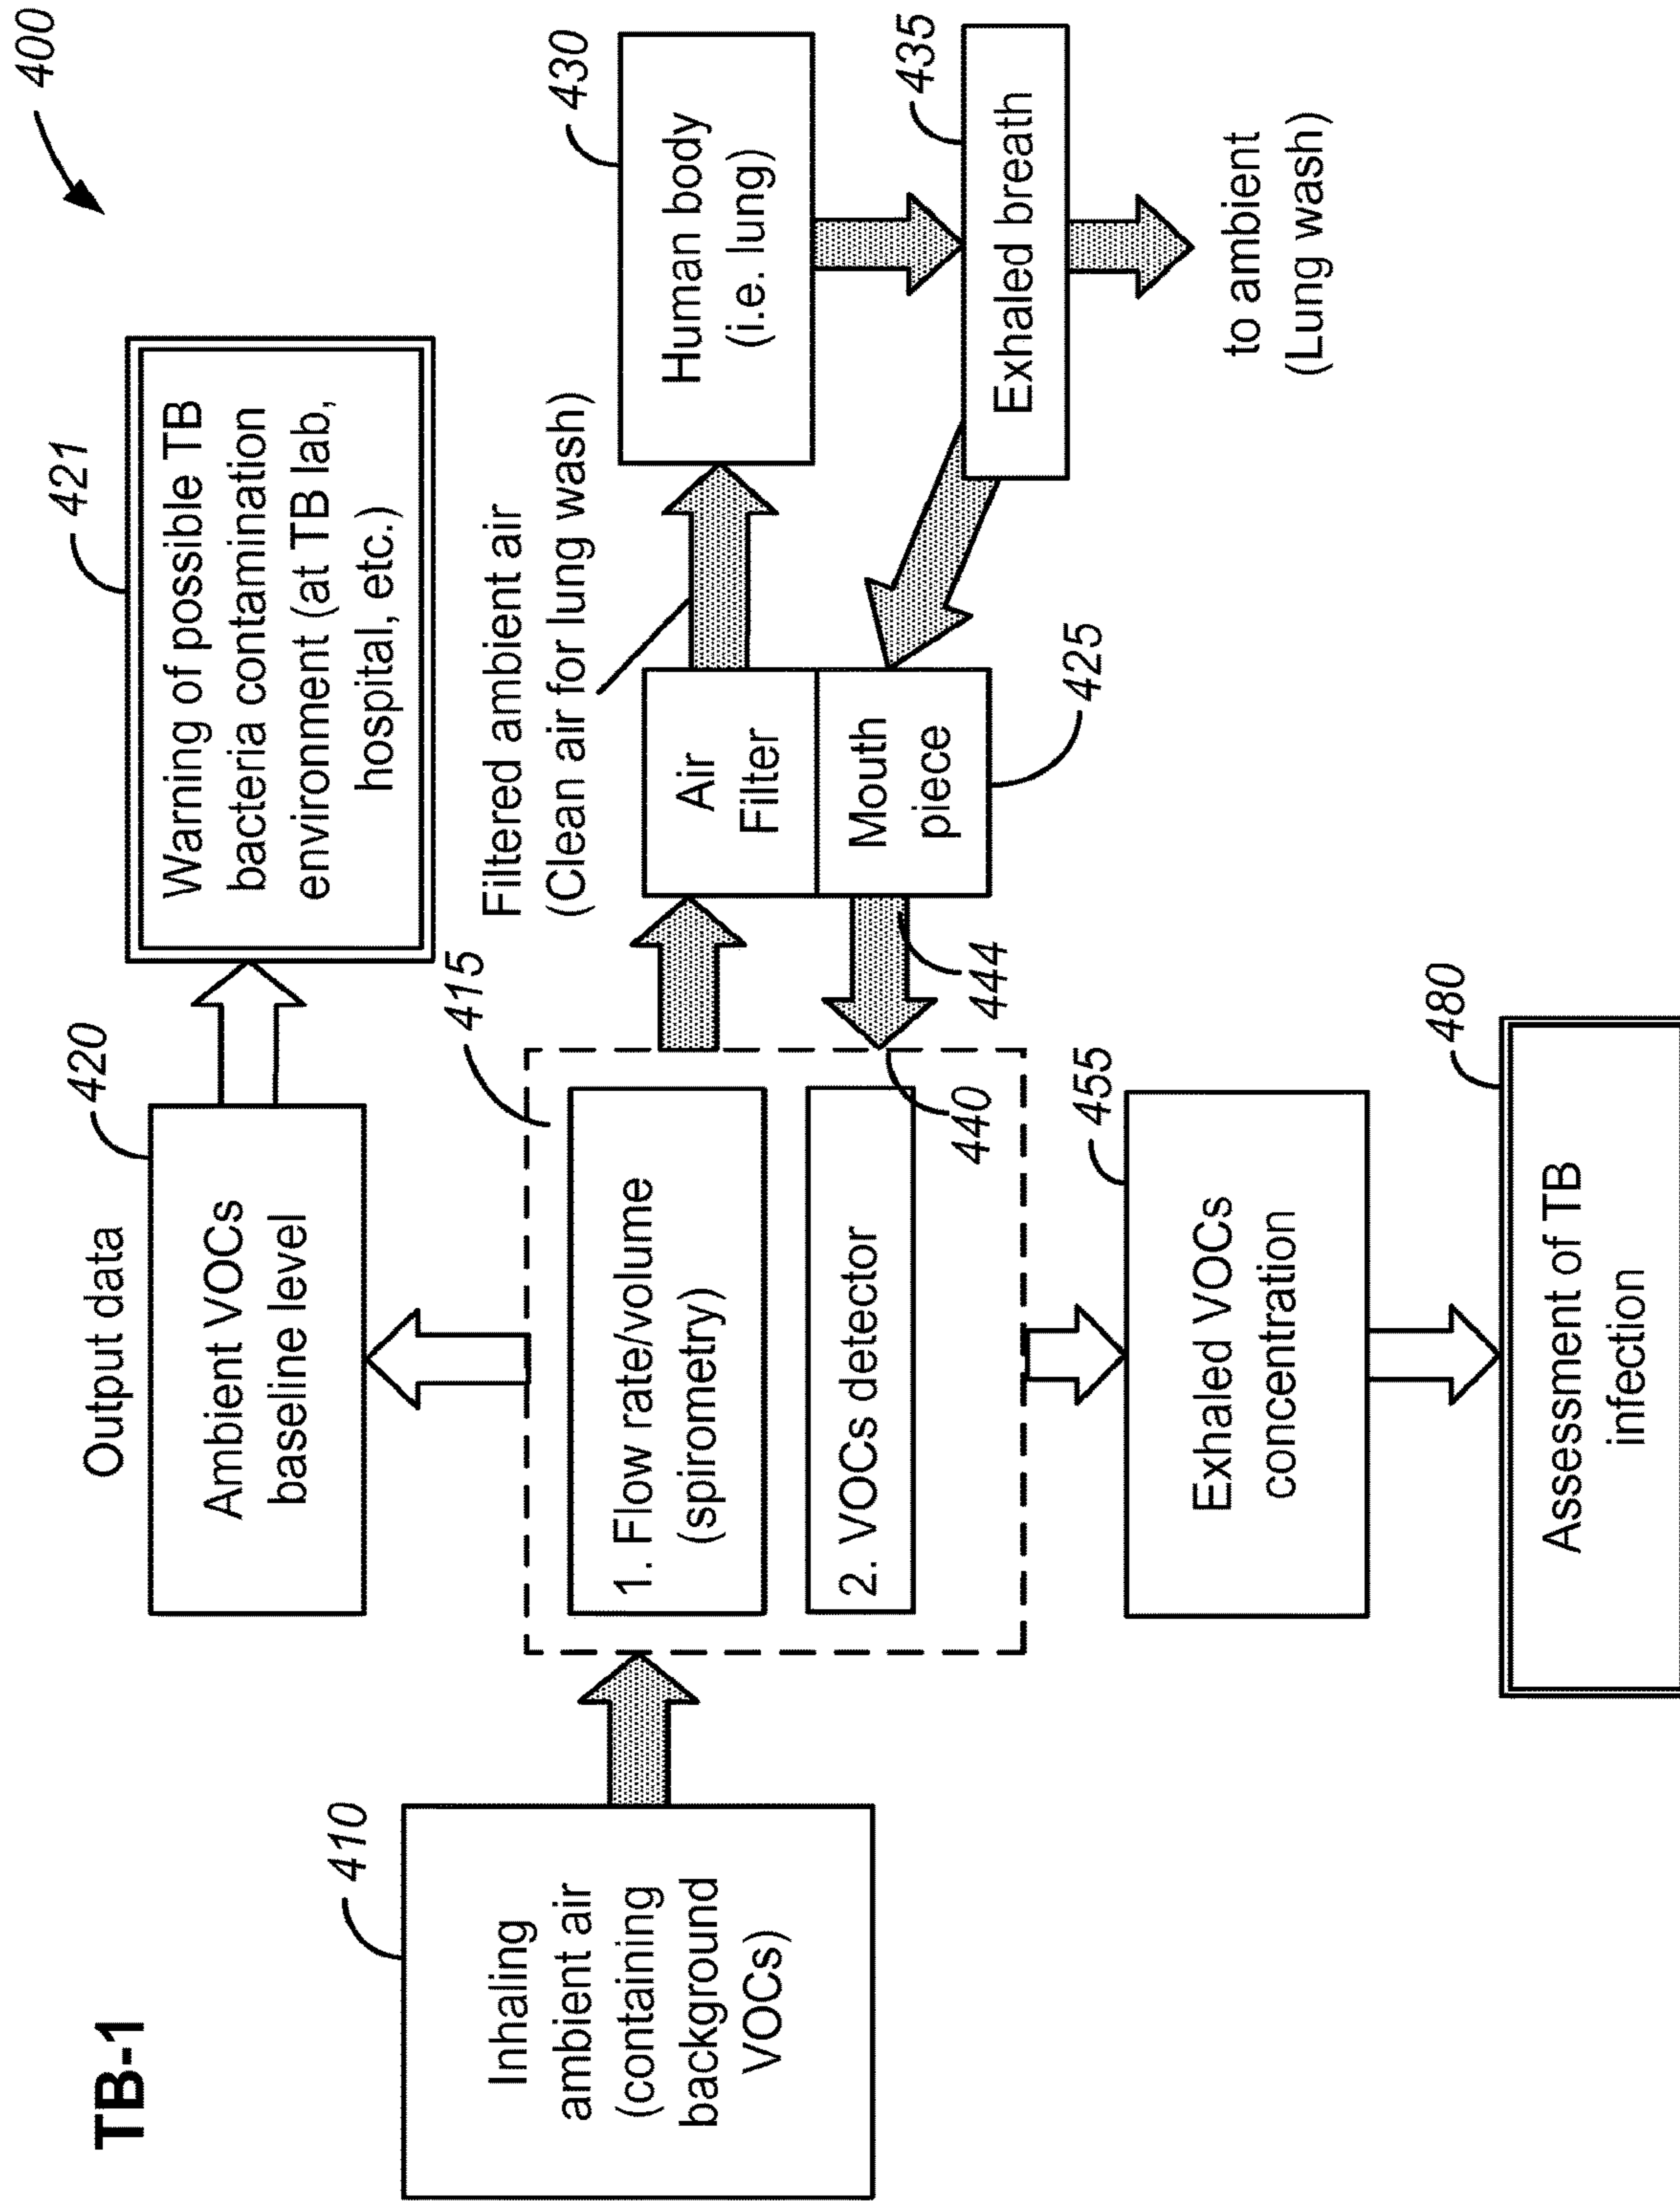 TB-1
400
Output data
420
Ambient VOCs
baseline level
421
Warning of possible TB
bacteria contamination
environment (at TB lab,
hospital, etc.)
410
Inhaling
ambient air
(containing
background
VOCs)
415
1. Flow rate/volume
(spirometry)
2. VOCs detector
440
444
Filtered ambient air
(Clean air for lung wash)
Air
Filter
Mouth
piece
425
430
Human body
(i.e. lung)
435
Exhaled breath
to ambient
(Lung wash)
455
Exhaled VOCs
concentration
480
Assessment of TB
infection